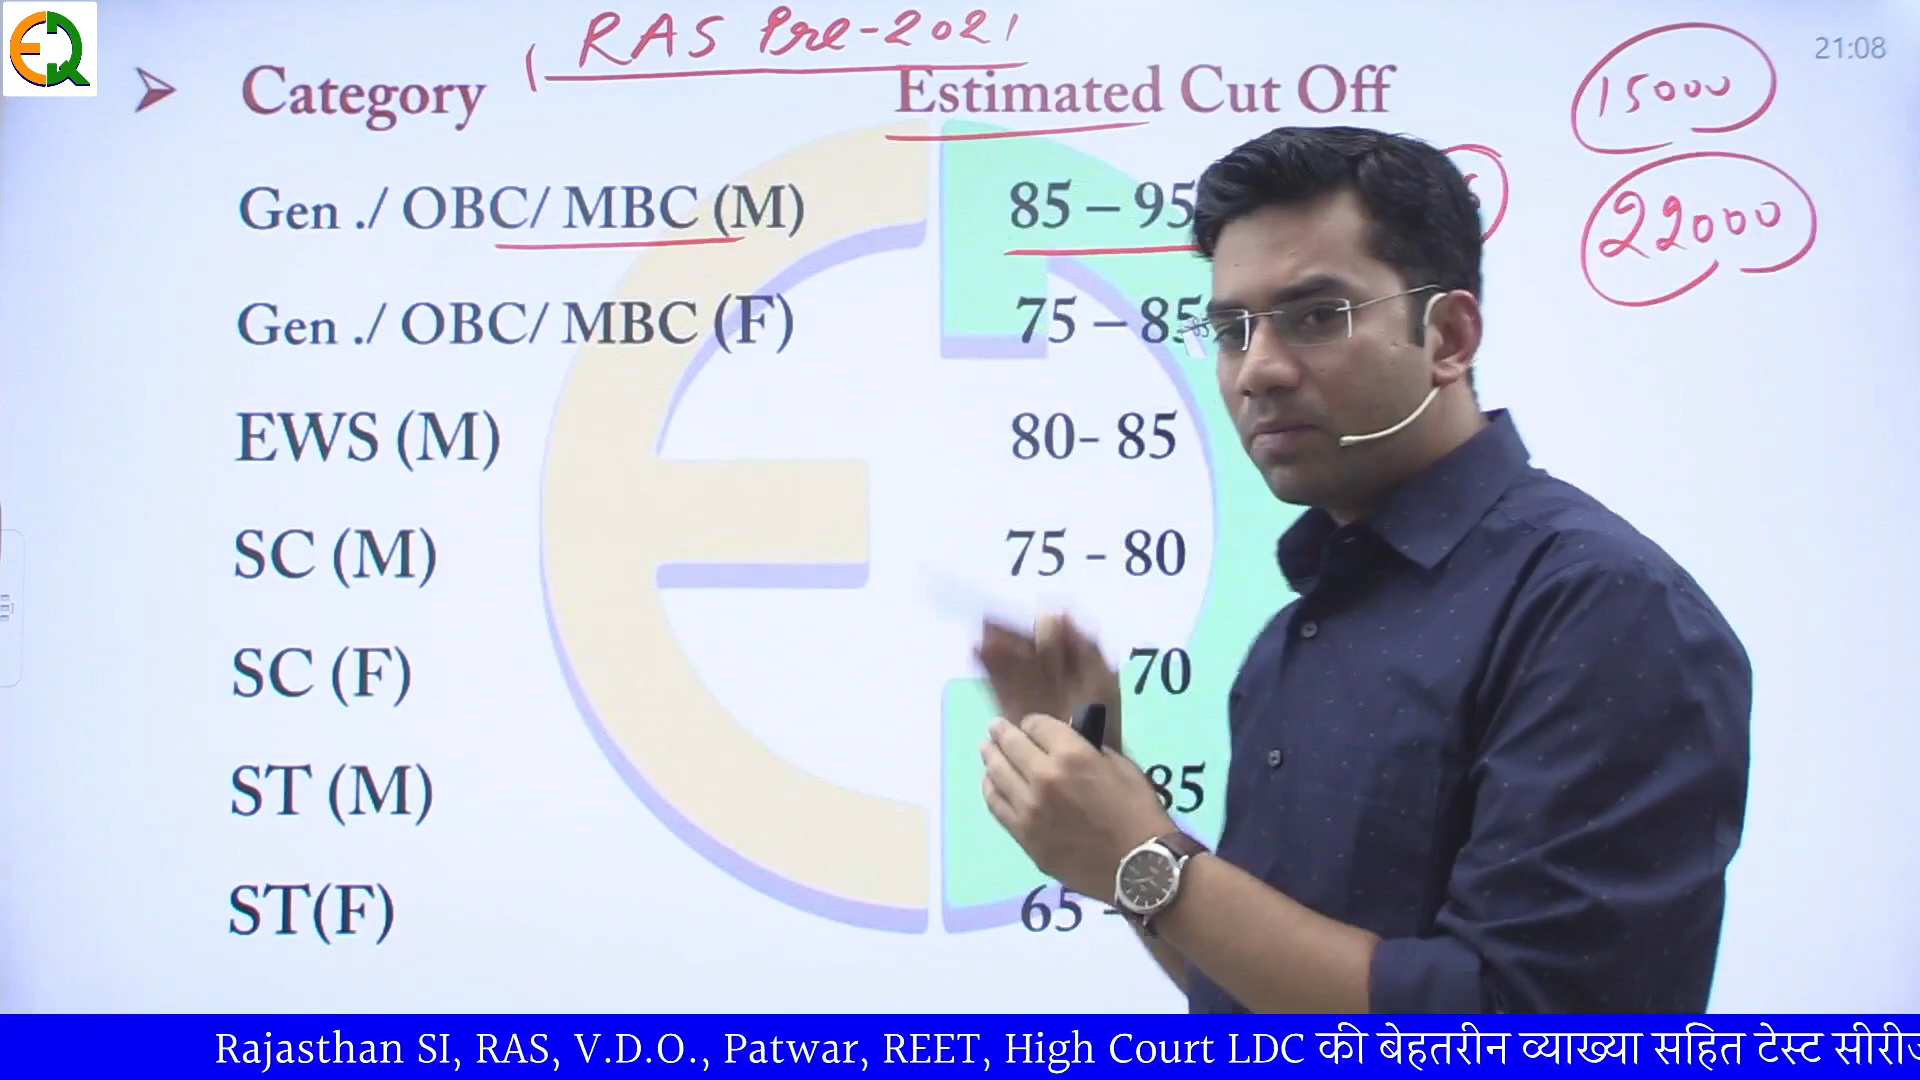 EQ
RAS Pre-2021
21:08
Category Estimated Cut Off
15000
Gen ./ OBC/ MBC (M) 85 – 95
22000
Gen ./ OBC/ MBC (F) 75 – 85
EWS (M) 80- 85
SC (M) 75 - 80
SC (F) 70
ST (M) 85
ST(F) 65 -
Rajasthan SI, RAS, V.D.O., Patwar, REET, High Court LDC की बेहतरीन व्याख्या सहित टेस्ट सीरीज